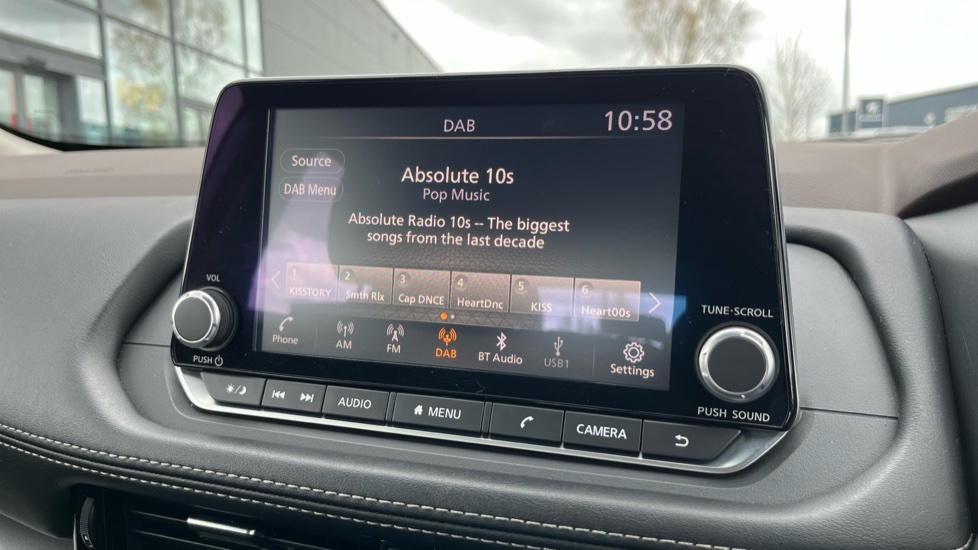 DAB
10:58
Source
DAB Menu
Absolute 10s
Pop Music
Absolute Radio 10s -- The biggest
songs from the last decade
1 2 3 4 5 6
KISSTORY Smth Rlx Cap DNCE HeartDnc KISS Heart00s
Phone AM FM DAB BT Audio USB1 Settings
VOL
PUSH
TUNE·SCROLL
PUSH SOUND
AUDIO MENU CAMERA